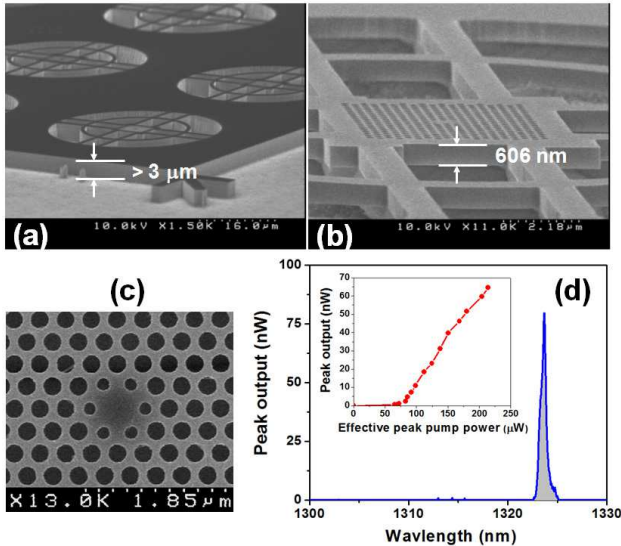 > 3 μm
10.0kV X1.50K 16.0μm
(a)
606 nm
10.0kV X11.0K 2.18μm
(b)
(c)
X13.0K 1.85μm
(d)
100
75
50
25
0
Peak output (nW)
1300 1310 1320 1330
Wavelength (nm)
70
60
50
40
30
20
10
0
Peak output (nW)
0 50 100 150 200 250
Effective peak pump power (μW)